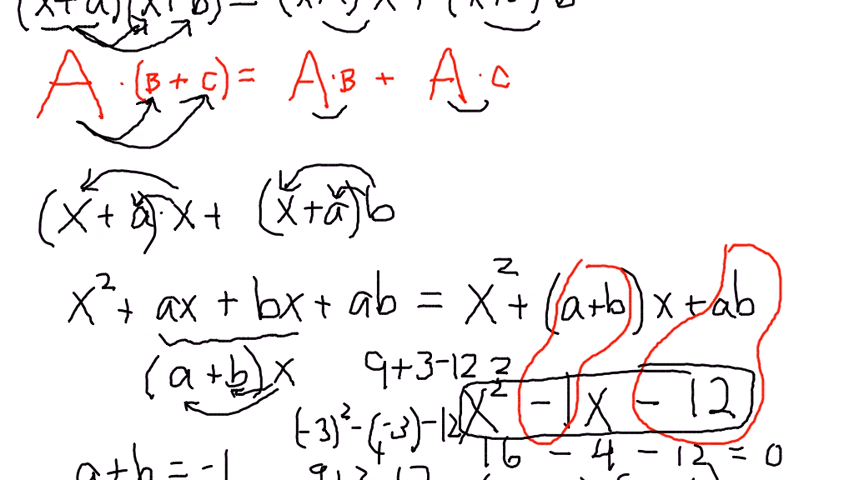 (x+a)(x+b) =
A · (B + C) = A · B + A · C
(x + a) · x + (x + a) b
x² + ax + bx + ab = x² + (a+b) x + ab
(a + b) x
9 + 3 - 12
x² - 1x - 12
(-3)² - (-3) - 12
16 - 4 - 12 = 0
a + b = -1